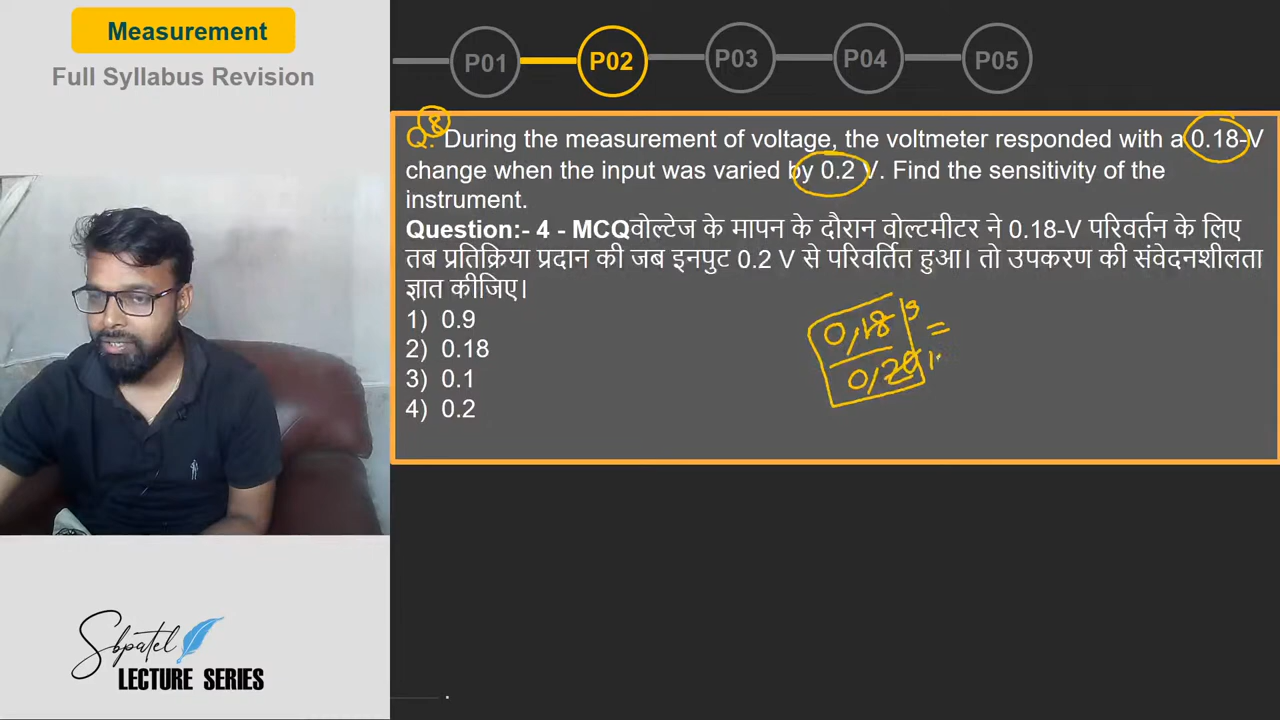 Measurement
Full Syllabus Revision
P01 P02 P03 P04 P05
Q. 8 During the measurement of voltage, the voltmeter responded with a 0.18-V
change when the input was varied by 0.2 V. Find the sensitivity of the
instrument.
Question:- 4 - MCQवोल्टेज के मापन के दौरान वोल्टमीटर ने 0.18-V परिवर्तन के लिए
तब प्रतिक्रिया प्रदान की जब इनपुट 0.2 V से परिवर्तित हुआ। तो उपकरण की संवेदनशीलता
ज्ञात कीजिए।
1) 0.9
2) 0.18
3) 0.1
4) 0.2
0,18 9 =
0,20 1
Sbpatel
LECTURE SERIES